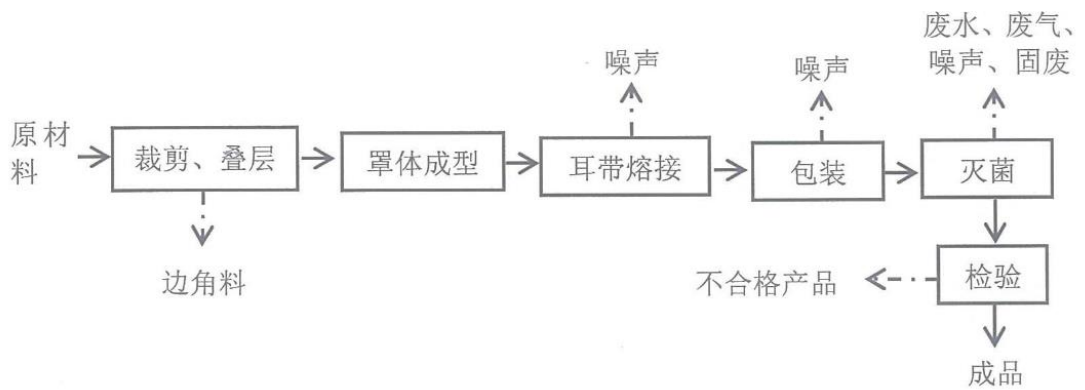 废水、废气、
噪声、固废
噪声
噪声
原材
料
裁剪、叠层
罩体成型
耳带熔接
包装
灭菌
边角料
不合格产品
检验
成品